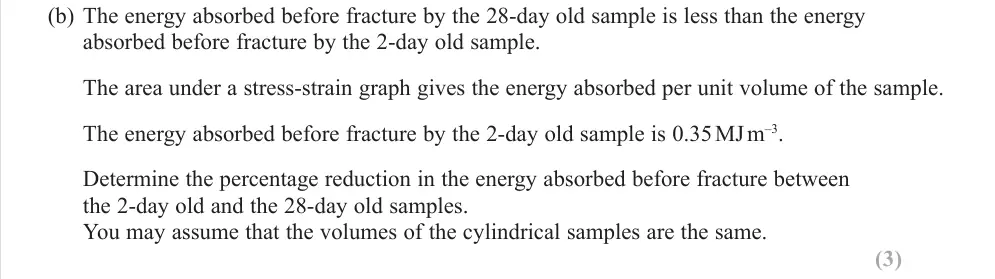 (b) The energy absorbed before fracture by the 28-day old sample is less than the energy
absorbed before fracture by the 2-day old sample.
The area under a stress-strain graph gives the energy absorbed per unit volume of the sample.
The energy absorbed before fracture by the 2-day old sample is 0.35 MJ m⁻³.
Determine the percentage reduction in the energy absorbed before fracture between
the 2-day old and the 28-day old samples.
You may assume that the volumes of the cylindrical samples are the same.
(3)